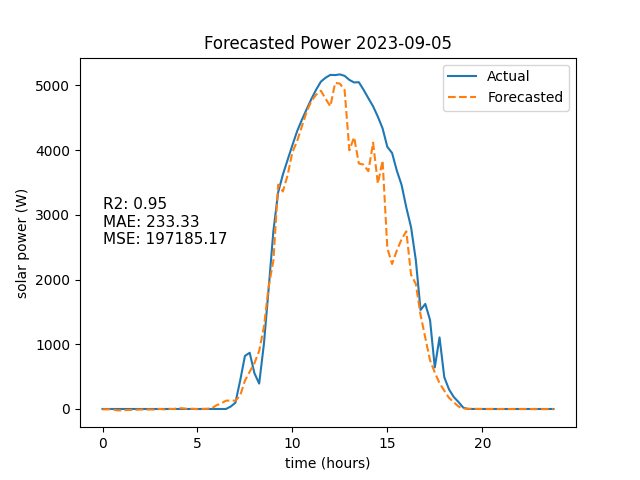 Forecasted Power 2023-09-05
Actual
Forecasted
R2: 0.95
MAE: 233.33
MSE: 197185.17
solar power (W)
5000
4000
3000
2000
1000
0
0 5 10 15 20
time (hours)